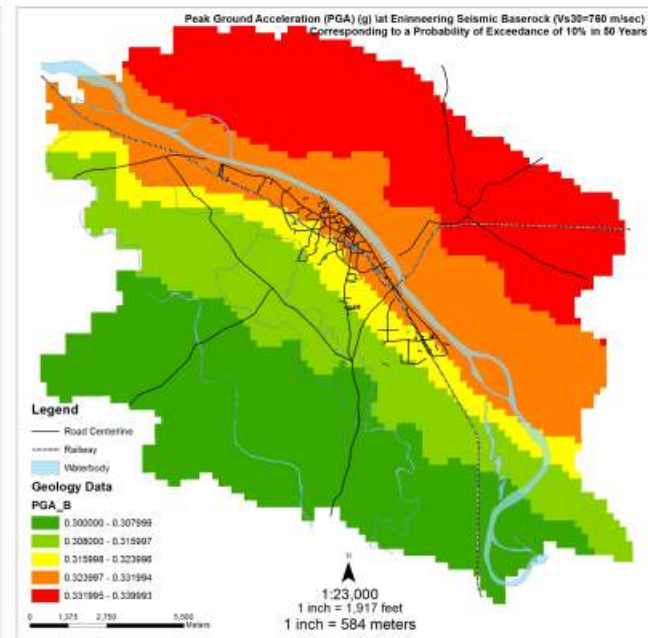 Peak Ground Acceleration (PGA) (g) \at Eninneering Seismic Baserock (Vs30=760 m/sec)
Corresponding to a Probability of Exceedance of 10% in 50 Years
Legend
Road Centerline
Railway
Waterbody
Geology Data
PGA_B
0.300000 - 0.307999
0.308000 - 0.315997
0.315998 - 0.323996
0.323997 - 0.331994
0.331995 - 0.339993
N
1:23,000
1 inch = 1,917 feet
1 inch = 584 meters
0 1,375 2,750 5,500
Meters